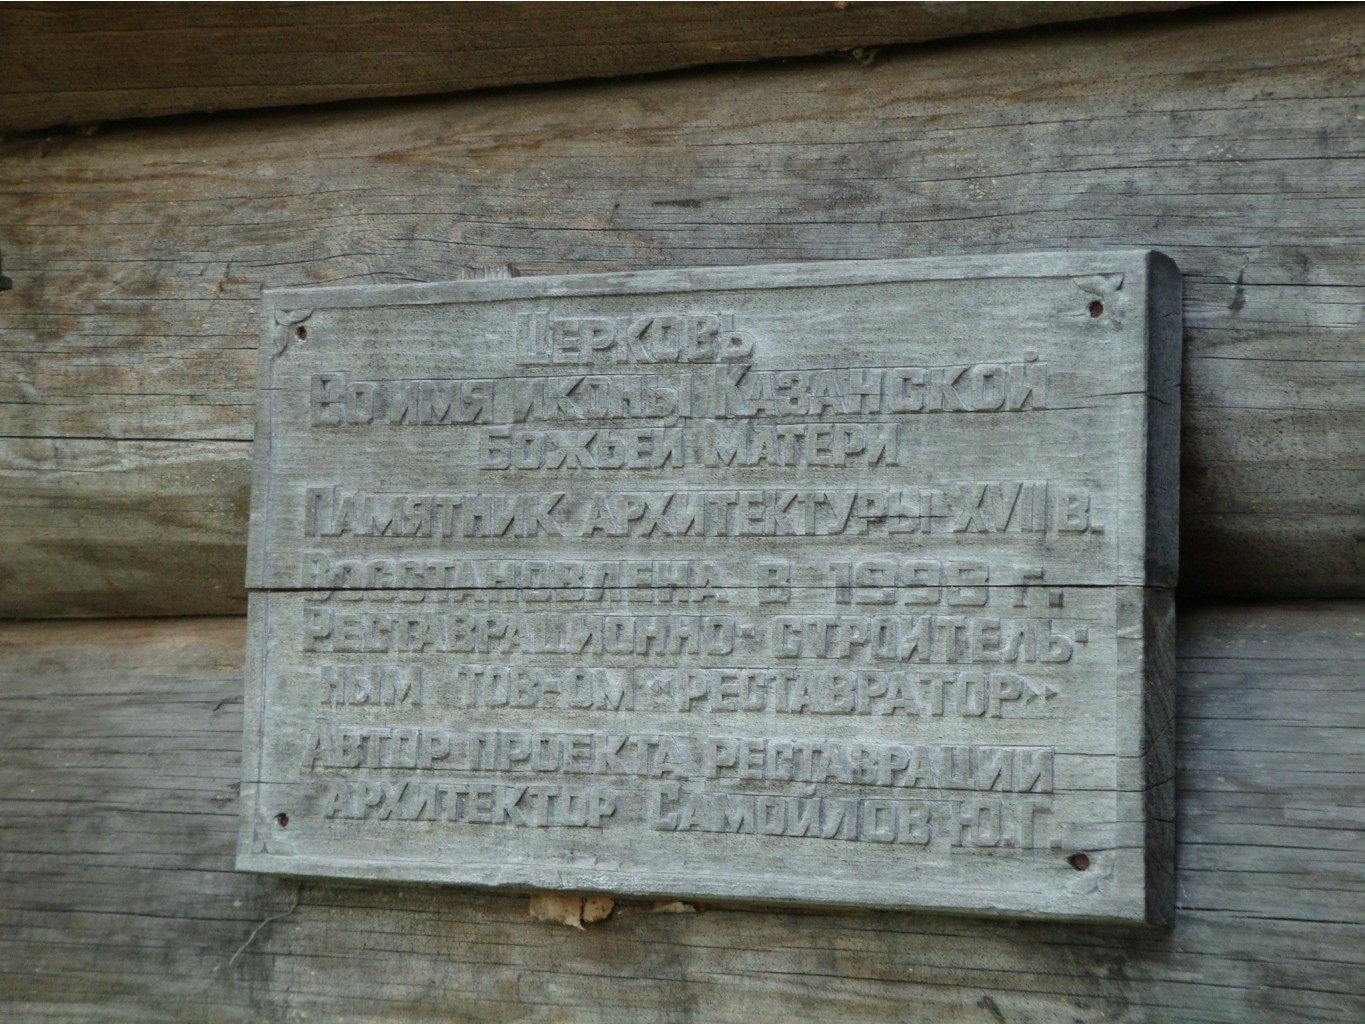 Церковь
Во имя иконы Казанской
Божьей Матери
Памятник архитектуры XVII в.
Восстановлена в 1998 г.
реставрационно-строитель-
ным тов-ом «Реставратор»
Автор проекта реставрации
архитектор Самойлов Ю.Г.